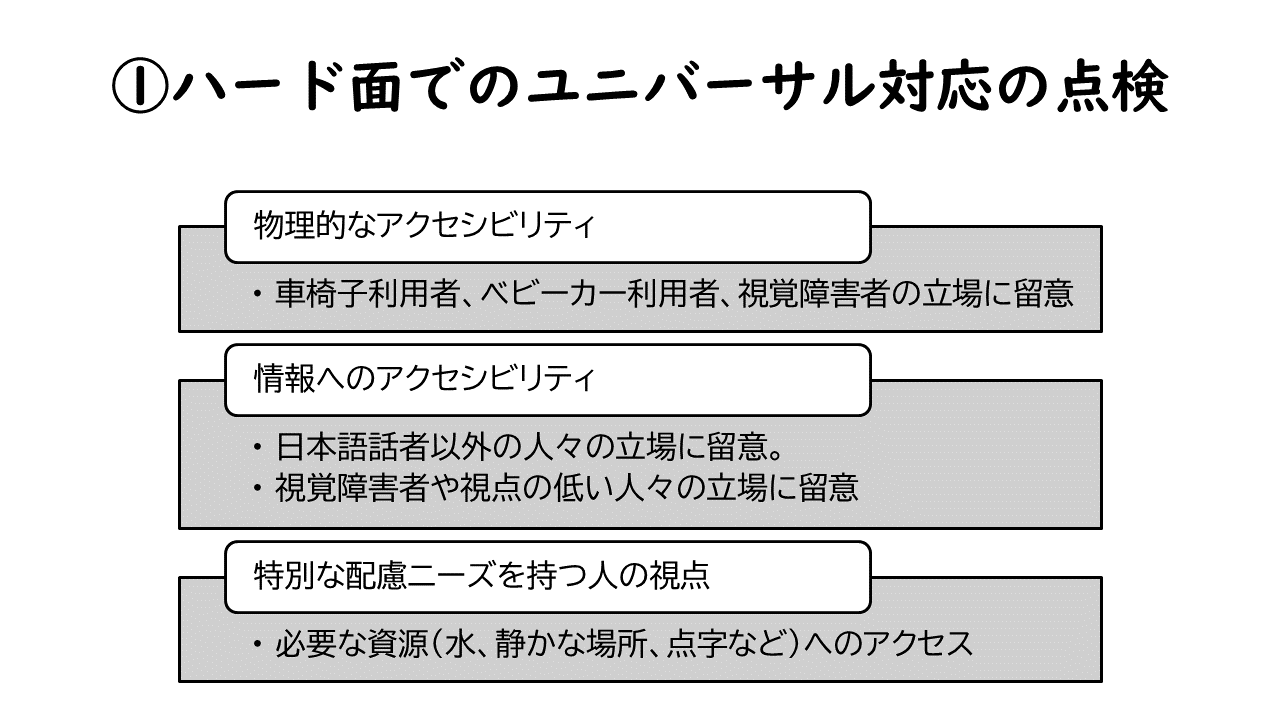 ①ハード面でのユニバーサル対応の点検
物理的なアクセシビリティ
・車椅子利用者、ベビーカー利用者、視覚障害者の立場に留意
情報へのアクセシビリティ
・日本語話者以外の人々の立場に留意。
・視覚障害者や視点の低い人々の立場に留意
特別な配慮ニーズを持つ人の視点
・必要な資源（水、静かな場所、点字など）へのアクセス